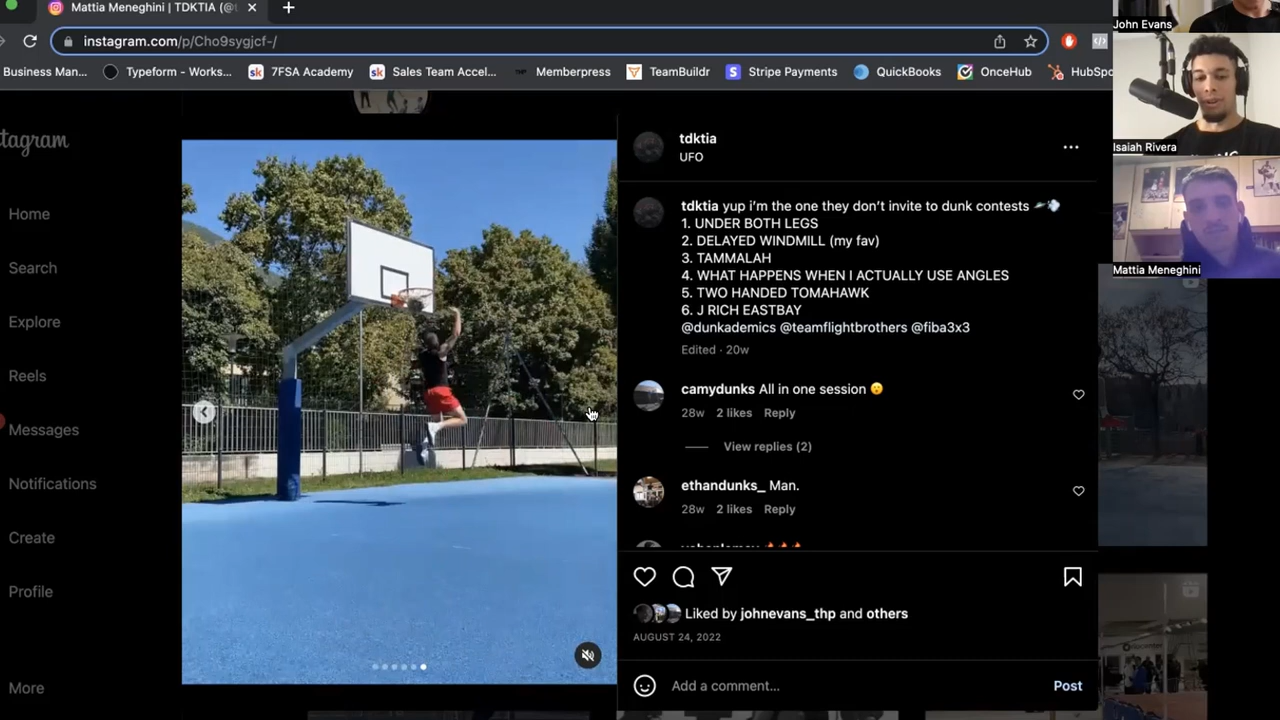 Mattia Meneghini | TDKTIA (@t
instagram.com/p/Cho9sygjcf-/
Business Man...
Typeform - Works...
7FSA Academy
Sales Team Accel...
Memberpress
TeamBuildr
Stripe Payments
QuickBooks
OnceHub
HubSpo
John Evans
Isaiah Rivera
Mattia Meneghini
stagram
Home
Search
Explore
Reels
Messages
Notifications
Create
Profile
More
tdktia
UFO
tdktia yup i'm the one they don't invite to dunk contests
1. UNDER BOTH LEGS
2. DELAYED WINDMILL (my fav)
3. TAMMALAH
4. WHAT HAPPENS WHEN I ACTUALLY USE ANGLES
5. TWO HANDED TOMAHAWK
6. J RICH EASTBAY
@dunkademics @teamflightbrothers @fiba3x3
Edited · 20w
camydunks All in one session 😮
28w 2 likes Reply
View replies (2)
ethandunks_ Man.
28w 2 likes Reply
Liked by johnevans_thp and others
AUGUST 24, 2022
Add a comment...
Post